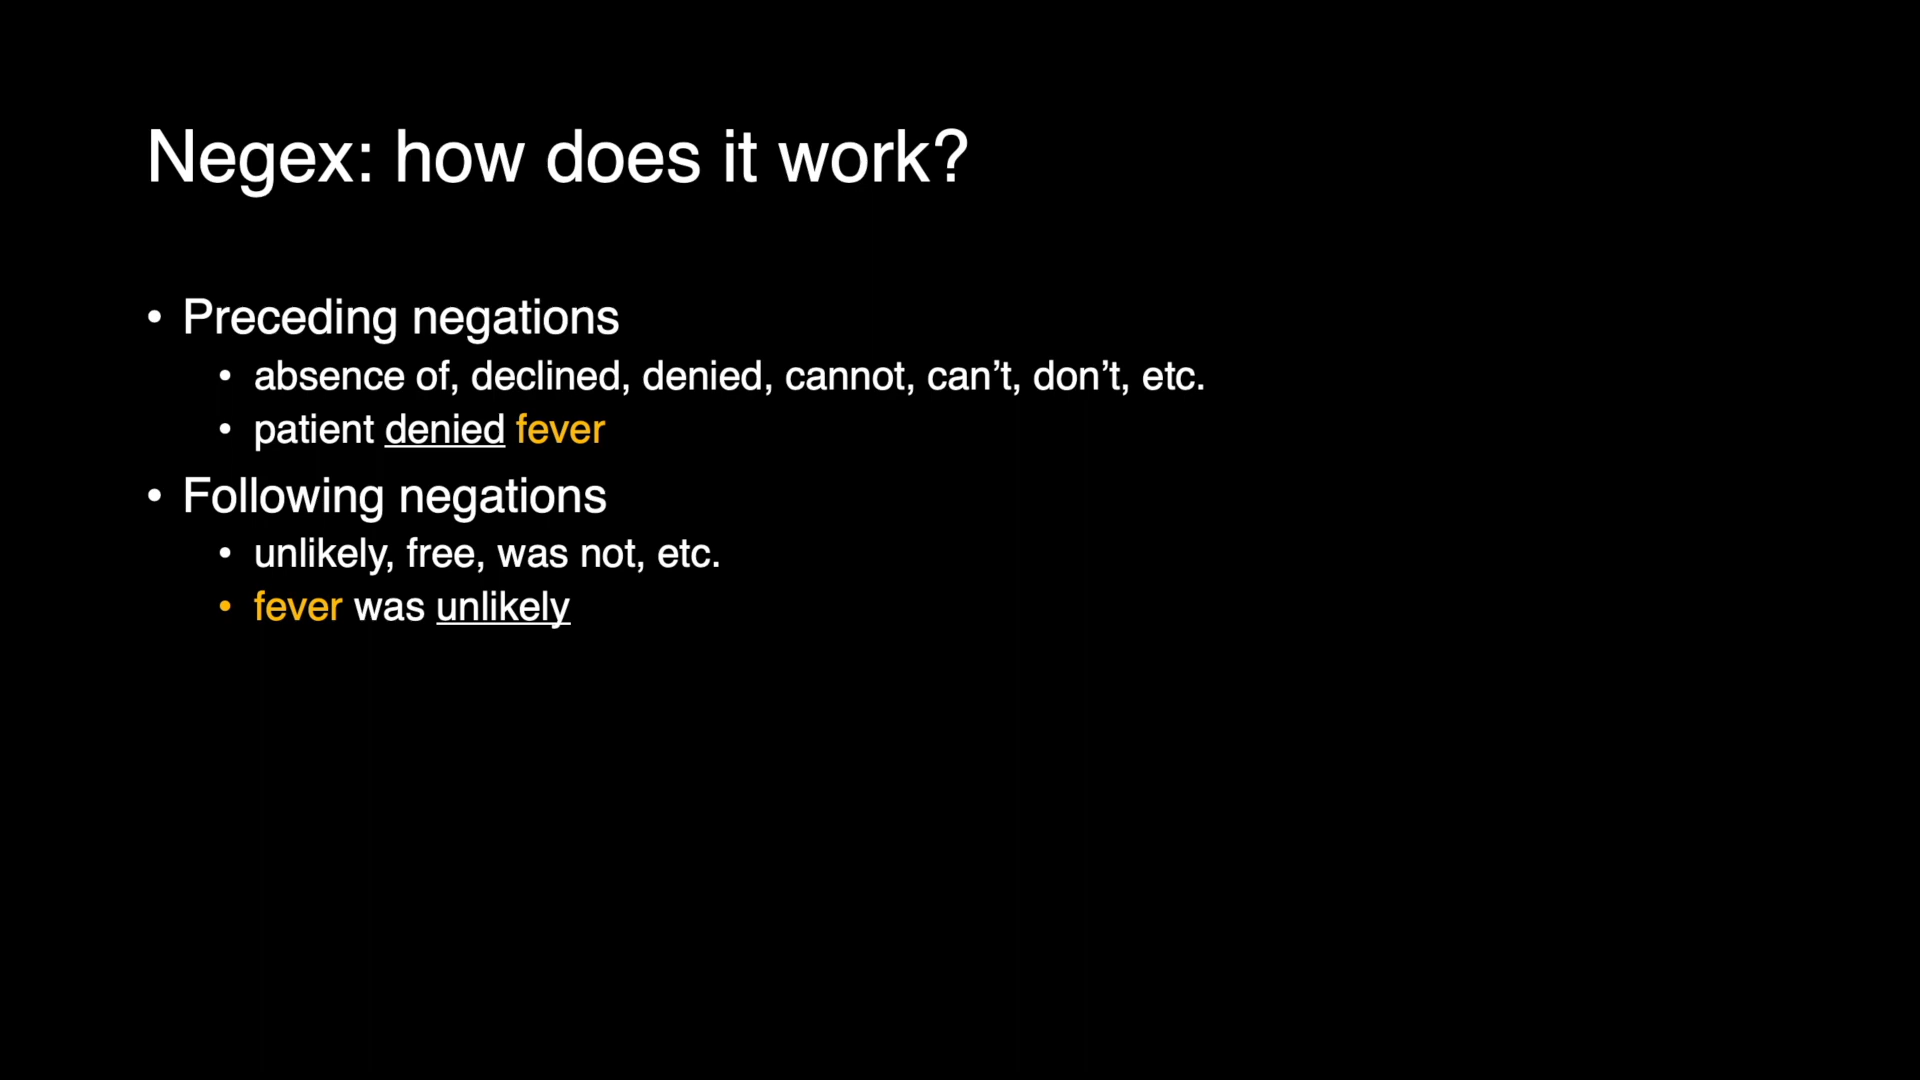 Negex: how does it work?
• Preceding negations
• absence of, declined, denied, cannot, can’t, don’t, etc.
• patient denied fever
• Following negations
• unlikely, free, was not, etc.
• fever was unlikely